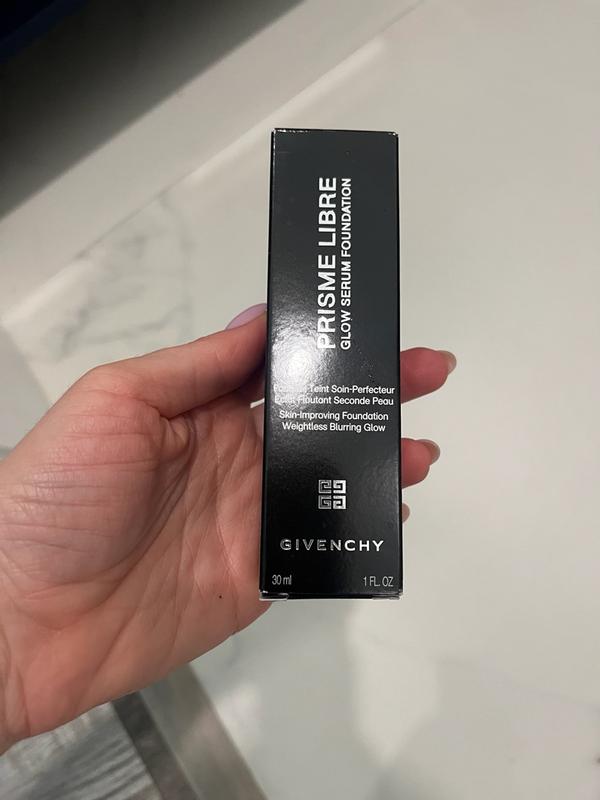 PRISME LIBRE
GLOW SERUM FOUNDATION
Teint Soin-Perfecteur
Éclat Floutant Seconde Peau
Skin-Improving Foundation
Weightless Blurring Glow
GIVENCHY
30 ml 1 FL. OZ